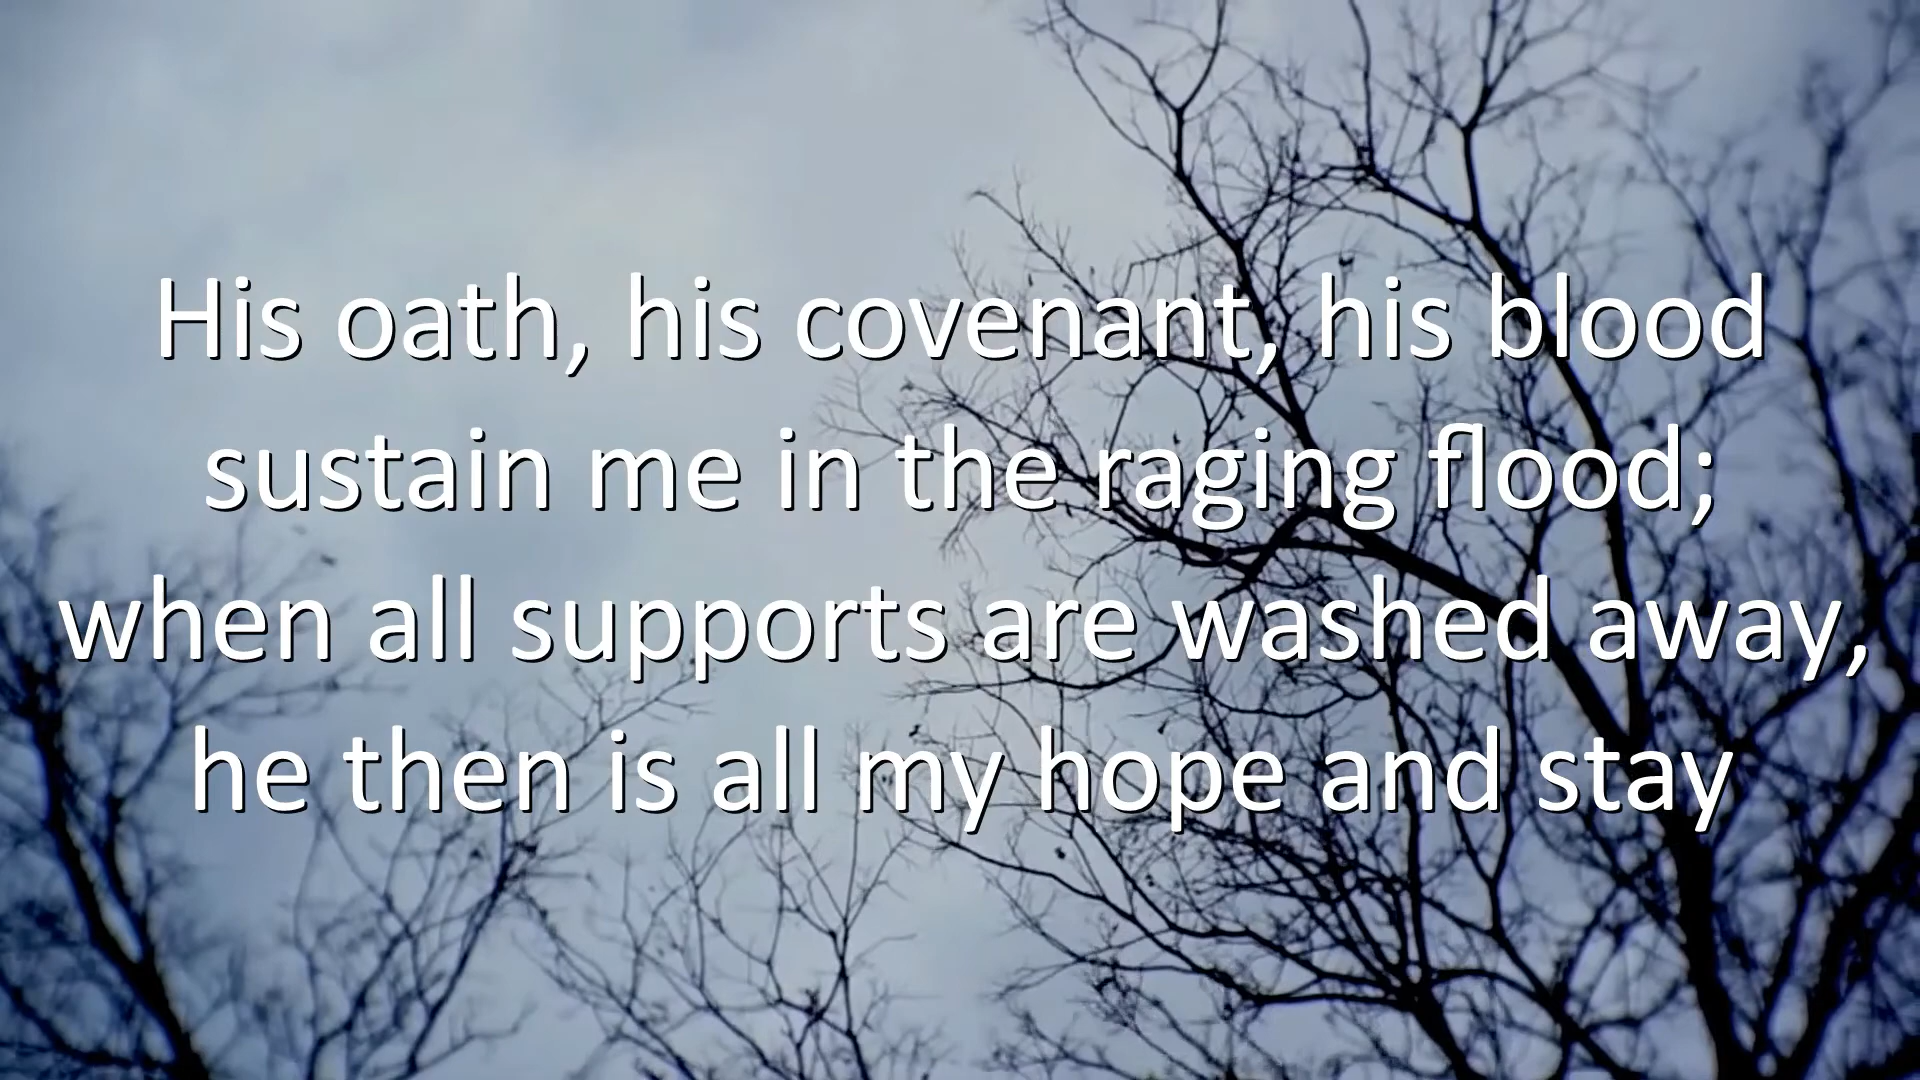 His oath, his covenant, his blood
sustain me in the raging flood;
when all supports are washed away,
he then is all my hope and stay